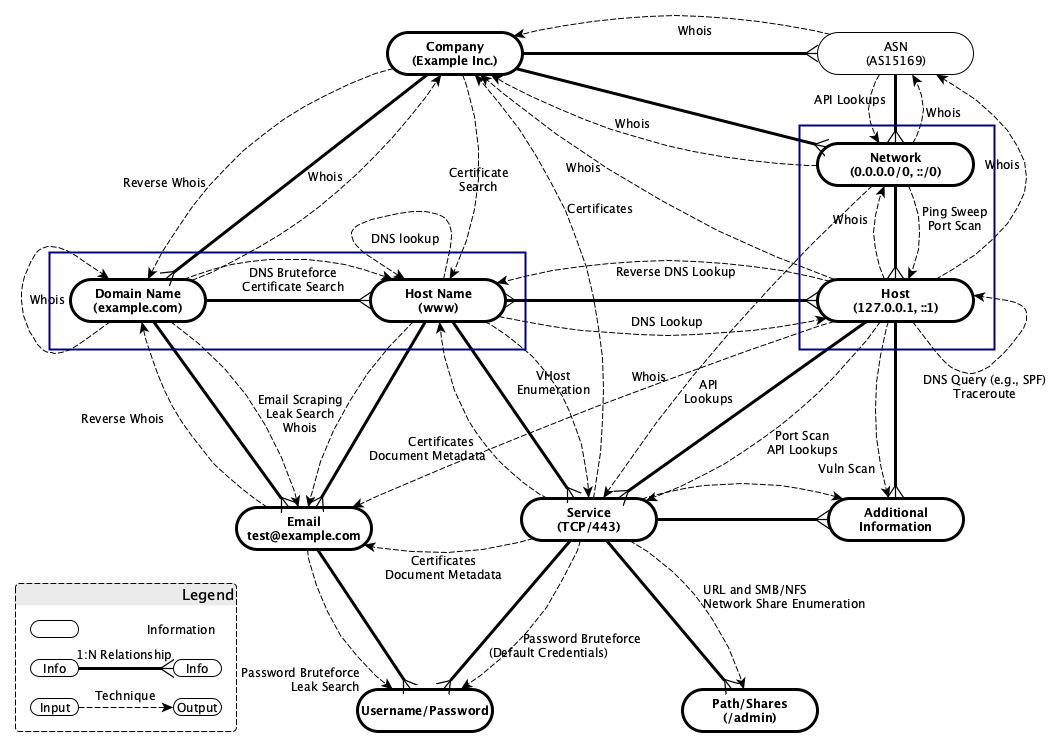 Whois
Company
(Example Inc.)
ASN
(AS15169)
API Lookups
Whois
Whois
Network
(0.0.0.0/0, ::/0)
Whois
Whois
Reverse Whois
Whois
Certificate
Search
Certificates
Whois
Ping Sweep
Port Scan
DNS lookup
DNS Bruteforce
Certificate Search
Reverse DNS Lookup
Whois
Domain Name
(example.com)
Host Name
(www)
Host
(127.0.0.1, ::1)
DNS Lookup
VHost
Enumeration
Whois
API
Lookups
DNS Query (e.g., SPF)
Traceroute
Reverse Whois
Email Scraping
Leak Search
Whois
Certificates
Document Metadata
Port Scan
API Lookups
Vuln Scan
Email
test@example.com
Service
(TCP/443)
Additional
Information
Certificates
Document Metadata
URL and SMB/NFS
Network Share Enumeration
Password Bruteforce
(Default Credentials)
Password Bruteforce
Leak Search
Username/Password
Path/Shares
(/admin)
Legend
Information
1:N Relationship
Info
Info
Technique
Input
Output